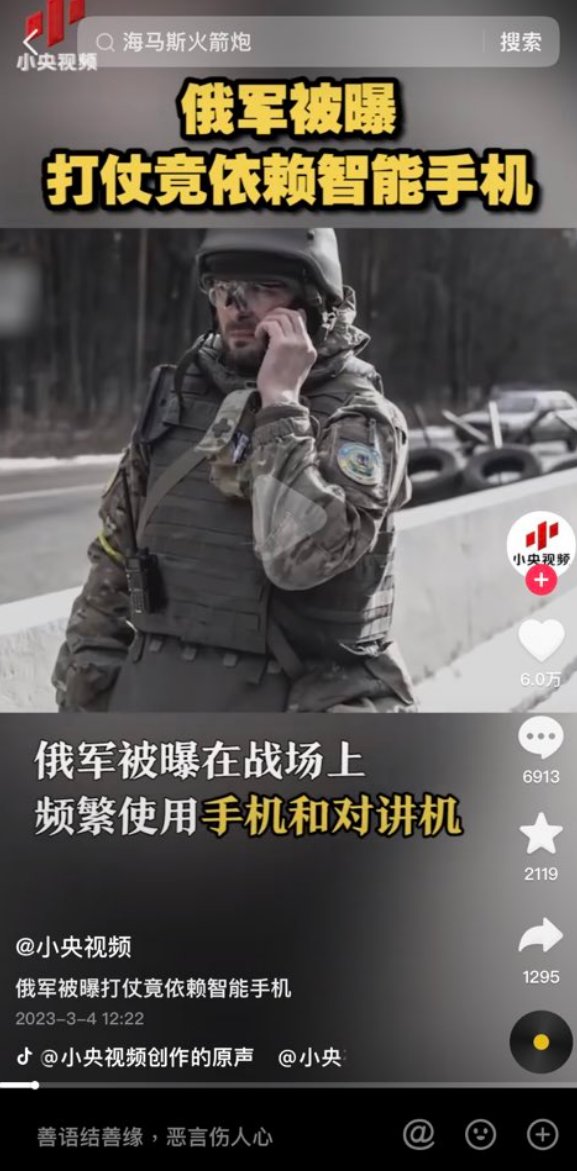 海马斯火箭炮
搜索
小央视频
俄军被曝
打仗竟依赖智能手机
小央视频
6.0万
俄军被曝在战场上
频繁使用手机和对讲机
6913
2119
@小央视频
俄军被曝打仗竟依赖智能手机
1295
2023-3-4 12:22
@小央视频创作的原声 @小央
善语结善缘，恶言伤人心